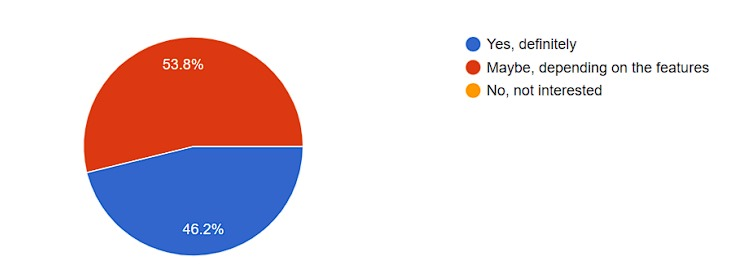 53.8%
46.2%
Yes, definitely
Maybe, depending on the features
No, not interested